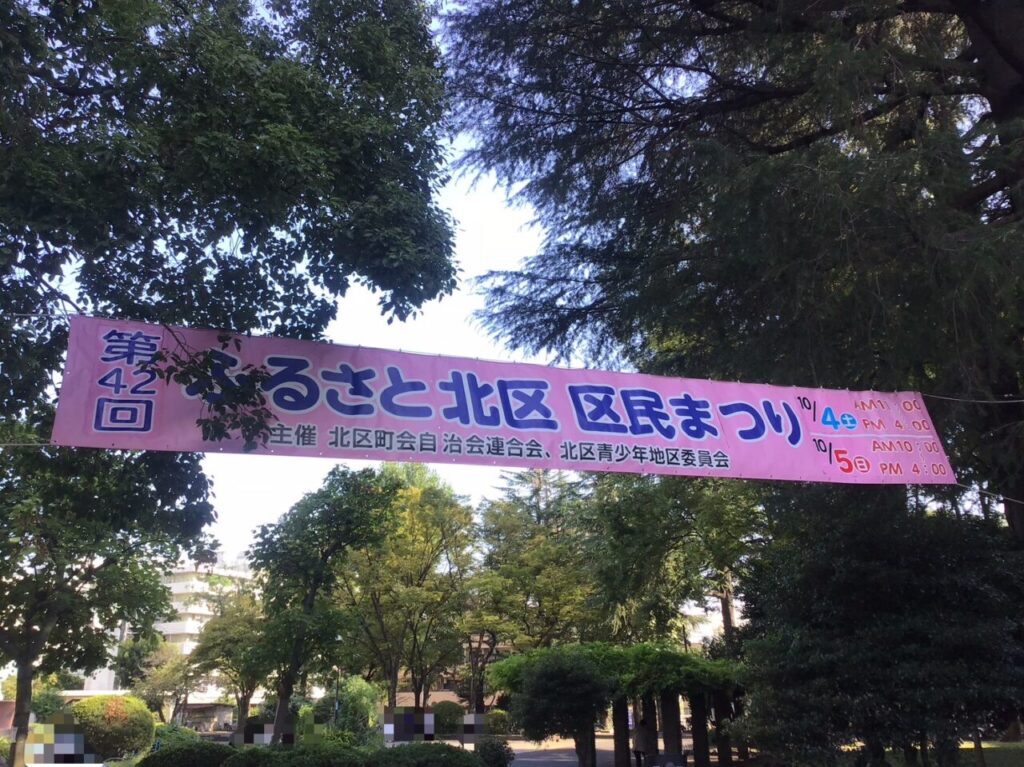 第42回
ふるさと北区 区民まつり
主催 北区町会自治会連合会、北区青少年地区委員会
10/4㊏ PM 4:00
10/5㊐ AM10:00
PM 4:00